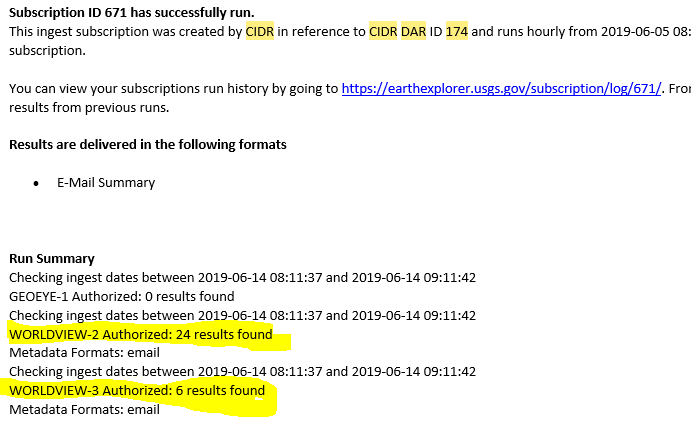 Subscription ID 671 has successfully run.
This ingest subscription was created by CIDR in reference to CIDR DAR ID 174 and runs hourly from 2019-06-05 08:
subscription.
You can view your subscriptions run history by going to https://earthexplorer.usgs.gov/subscription/log/671/. From
results from previous runs.
Results are delivered in the following formats
• E-Mail Summary
Run Summary
Checking ingest dates between 2019-06-14 08:11:37 and 2019-06-14 09:11:42
GEOEYE-1 Authorized: 0 results found
Checking ingest dates between 2019-06-14 08:11:37 and 2019-06-14 09:11:42
WORLDVIEW-2 Authorized: 24 results found
Metadata Formats: email
Checking ingest dates between 2019-06-14 08:11:37 and 2019-06-14 09:11:42
WORLDVIEW-3 Authorized: 6 results found
Metadata Formats: email